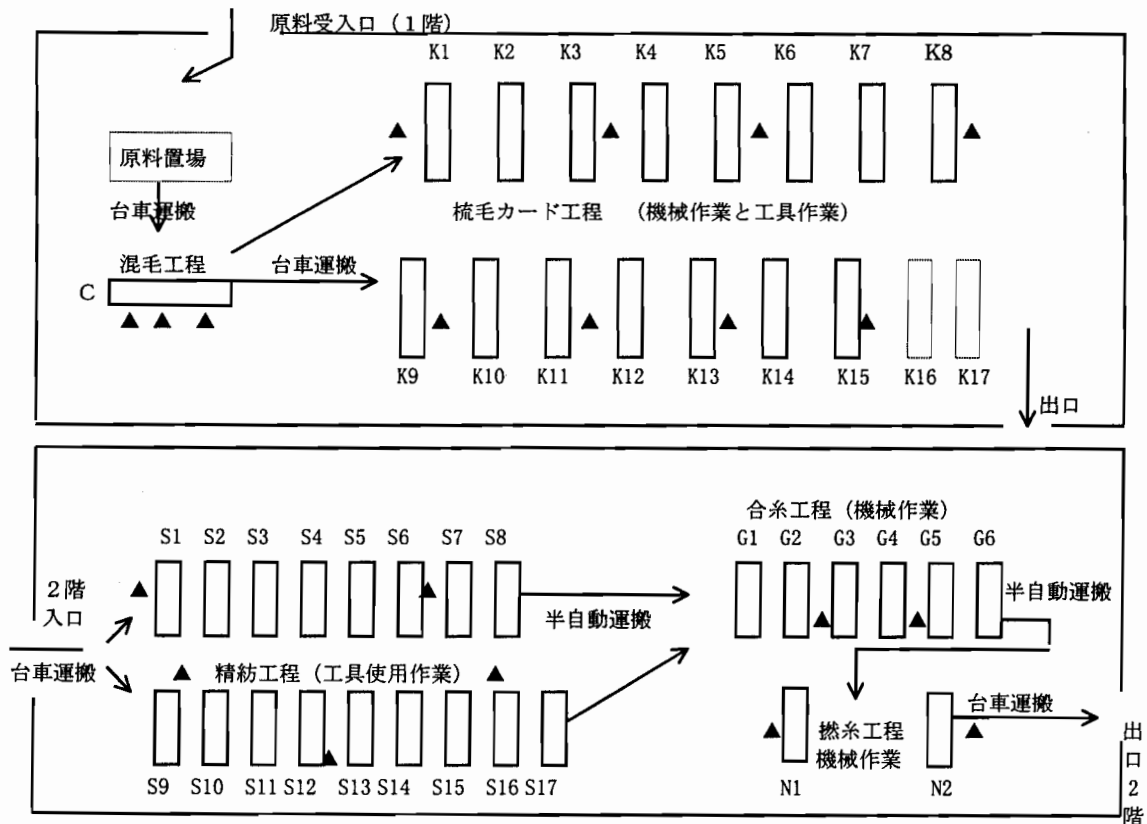 原料受入口（１階）
K1 K2 K3 K4 K5 K6 K7 K8
原料置場
台車運搬
梳毛カード工程 （機械作業と工具作業）
混毛工程
台車運搬
C
K9 K10 K11 K12 K13 K14 K15 K16 K17
出口
合糸工程（機械作業）
S1 S2 S3 S4 S5 S6 S7 S8
G1 G2 G3 G4 G5 G6
２階
入口
半自動運搬
半自動運搬
台車運搬
精紡工程（工具使用作業）
台車運搬
撚糸工程
機械作業
S9 S10 S11 S12 S13 S14 S15 S16 S17
N1 N2
出
口
2
階